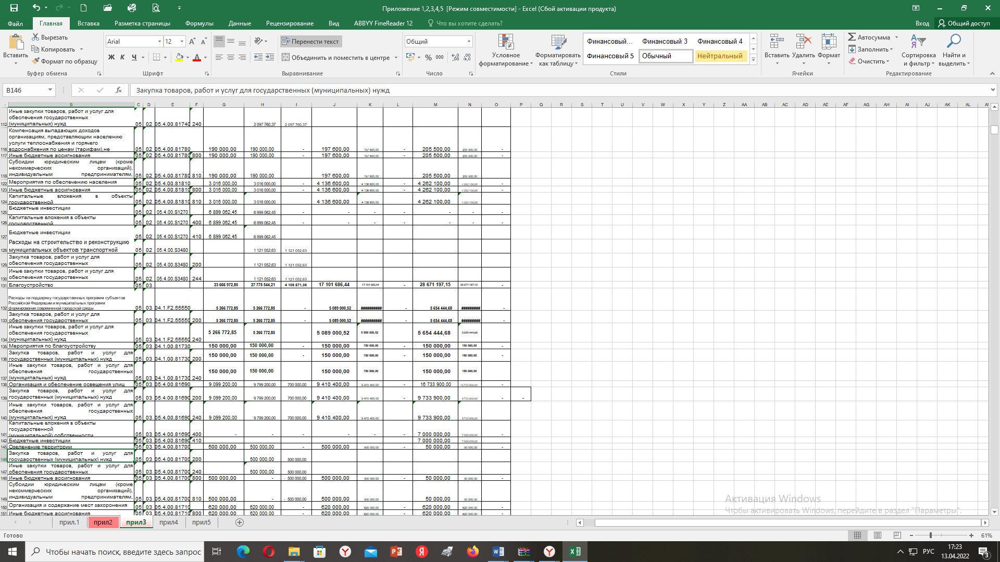 Приложение 1,2,3,4,5 [Режим совместимости] - Excel (Сбой активации продукта)
Файл Главная Вставка Разметка страницы Формулы Данные Рецензирование Вид ABBYY FineReader 12 Что вы хотите сделать? Вход Общий доступ
Вставить Вырезать Копировать Формат по образцу
Arial 12 Ж К Ч
Перенести текст Объединить и поместить в центре
Общий
Условное форматирование Форматировать как таблицу
Финансовый... Финансовый 3 Финансовый 4
Финансовый 5 Обычный Нейтральный
Вставить Удалить Формат
Автосумма Заполнить Очистить Сортировка и фильтр Найти и выделить
Буфер обмена Шрифт Выравнивание Число Стили Ячейки Редактирование
B146 fx Закупка товаров, работ и услуг для государственных (муниципальных) нужд
B C D E F G H I J K L M N O P Q R S T U V W X Y Z AA AB AC AD AE AF AG AH AI AJ AK AL
Иные закупки товаров, работ и услуг для
обеспечения государственных
112 (муниципальных) нужд 05 02 05.4.00.81740 240 2 097 760,37 2 097 760,37
Компенсация выпадающих доходов
организациям, представляющим населению
услуги теплоснабжения и горячего
116 водоснабжения по ценам (тарифам),не 05 02 05.4.00.81780 190 000,00 190 000,00 - 197 600,00 197 600,00 - 205 500,00 205 500,00 -
117 Иные бюджетные ассигнования 05 02 05.4.00.81780 800 190 000,00 190 000,00 - 197 600,00 197 600,00 - 205 500,00 205 500,00 -
Субсидии юридическим лицам (кроме
некоммерческих организаций),
118 индивидуальным предпринимателям, 05 02 05.4.00.81780 810 190 000,00 190 000,00 197 600,00 197 600,00 205 500,00 205 500,00
122 Мероприятия по обеспечению населения 05 02 05.4.00.81810 3 016 000,00 3 016 000,00 - 4 136 600,00 4 136 600,00 - 4 262 100,00 4 262 100,00 -
123 Иные бюджетные ассигнования 05 02 05.4.00.81810 800 3 016 000,00 3 016 000,00 - 4 136 600,00 4 136 600,00 - 4 262 100,00 4 262 100,00 -
Капитальные вложения в объекты
124 государственной 05 02 05.4.00.81810 810 3 016 000,00 3 016 000,00 4 136 600,00 4 136 600,00 4 262 100,00 4 262 100,00
125 Бюджетные инвестиции 05 02 05.4.00.S1270 6 899 062,45 6 899 062,45 - - - - - - -
Капитальные вложения в объекты
126 государственной 05 02 05.4.00.S1270 400 6 899 062,45 6 899 062,45 - - - - - - -
127 Бюджетные инвестиции 05 02 05.4.00.S1270 410 6 899 062,45 6 899 062,45
Расходы на строительство и реконструкцию
128 муниципальных объектов транспортной 05 02 05.4.00.S3480 1 121 052,63 1 121 052,63
Закупка товаров, работ и услуг для
129 обеспечения государственных 05 02 05.4.00.S3480 200 1 121 052,63 1 121 052,63
Иные закупки товаров, работ и услуг для
130 обеспечения государственных 05 02 05.4.00.S3480 244 1 121 052,63 1 121 052,63
131 Благоустройство 05 03 23 666 972,85 27 775 544,21 4 108 571,36 17 101 686,44 17 101 686,44 - 28 671 197,15 28 671 197,15 -
Расходы на поддержку государственных программ субъектов
Российской Федерации и муниципальных программ
132 формирования современной городской среды 05 03 04.1.F2.55550 5 266 772,85 5 266 772,85 - 5 089 000,52 ########## - 5 654 444,68 ######### -
Закупка товаров, работ и услуг для
133 обеспечения государственных 05 03 04.1.F2.55550 200 5 266 772,85 5 266 772,85 - 5 089 000,52 ########## - 5 654 444,68 ######### -
Иные закупки товаров, работ и услуг для
обеспечения государственных
134 (муниципальных) нужд 05 03 04.1.F2.55550 240 5 266 772,85 5 266 772,85 5 089 000,52 5 089 000,52 5 654 444,68 5 654 444,68
135 Мероприятия по благоустройству 05 03 04.1.00.81730 150 000,00 150 000,00 - 150 000,00 150 000,00 - 150 000,00 150 000,00 -
Закупка товаров, работ и услуг для
136 государственных (муниципальных) нужд 05 03 04.1.00.81730 200 150 000,00 150 000,00 - 150 000,00 150 000,00 - 150 000,00 150 000,00 -
Иные закупки товаров, работ и услуг для
обеспечения государственных
137 (муниципальных) нужд 05 03 04.1.00.81730 240 150 000,00 150 000,00 150 000,00 150 000,00 150 000,00 150 000,00
138 Организация и обеспечение освещения улиц 05 03 05.4.00.81690 9 099 200,00 9 799 200,00 700 000,00 9 410 400,00 9 410 400,00 - 16 733 900,00 16 733 900,00 -
Закупка товаров, работ и услуг для
139 государственных (муниципальных) нужд 05 03 05.4.00.81690 200 9 099 200,00 9 799 200,00 700 000,00 9 410 400,00 9 410 400,00 - 9 733 900,00 9 733 900,00 - -
Иные закупки товаров, работ и услуг для
обеспечения государственных
140 (муниципальных) нужд 05 03 05.4.00.81690 240 9 099 200,00 9 799 200,00 700 000,00 9 410 400,00 9 410 400,00 9 733 900,00 9 733 900,00
Капитальные вложения в объекты
государственной
141 (муниципальной) собственности 05 03 05.4.00.81690 400 - - - - - - 7 000 000,00 7 000 000,00 -
142 Бюджетные инвестиции 05 03 05.4.00.81690 410 7 000 000,00 7 000 000,00
145 Озеленение территории 05 03 05.4.00.81700 500 000,00 500 000,00 - 500 000,00 500 000,00 - 50 000,00 50 000,00 -
Закупка товаров, работ и услуг для
146 государственных (муниципальных) нужд 05 03 05.4.00.81700 200 500 000,00 500 000,00
Иные закупки товаров, работ и услуг для
147 обеспечения государственных 05 03 05.4.00.81700 240 500 000,00 500 000,00
148 Иные бюджетные ассигнования 05 03 05.4.00.81700 800 500 000,00 - - 500 000,00 500 000,00 500 000,00 - 50 000,00 50 000,00 -
Субсидии юридическим лицам (кроме
некоммерческих организаций),
149 индивидуальным предпринимателям, 05 03 05.4.00.81700 810 500 000,00 - - 500 000,00 500 000,00 500 000,00 50 000,00 50 000,00
150 Организация и содержание мест захоронения 05 03 05.4.00.81710 620 000,00 620 000,00 - 620 000,00 620 000,00 - 620 000,00 620 000,00 -
151 Иные бюджетные ассигнования 05 03 05.4.00.81710 800 620 000,00 620 000,00 - 620 000,00 620 000,00 - 620 000,00 620 000,00 -
Активация Windows
Чтобы активировать Windows, перейдите в раздел "Параметры".
прил.1 прил2 прил3 прил4 прил5
Готово 61%
Чтобы начать поиск, введите здесь запрос
РУС 17:23
13.04.2022 3